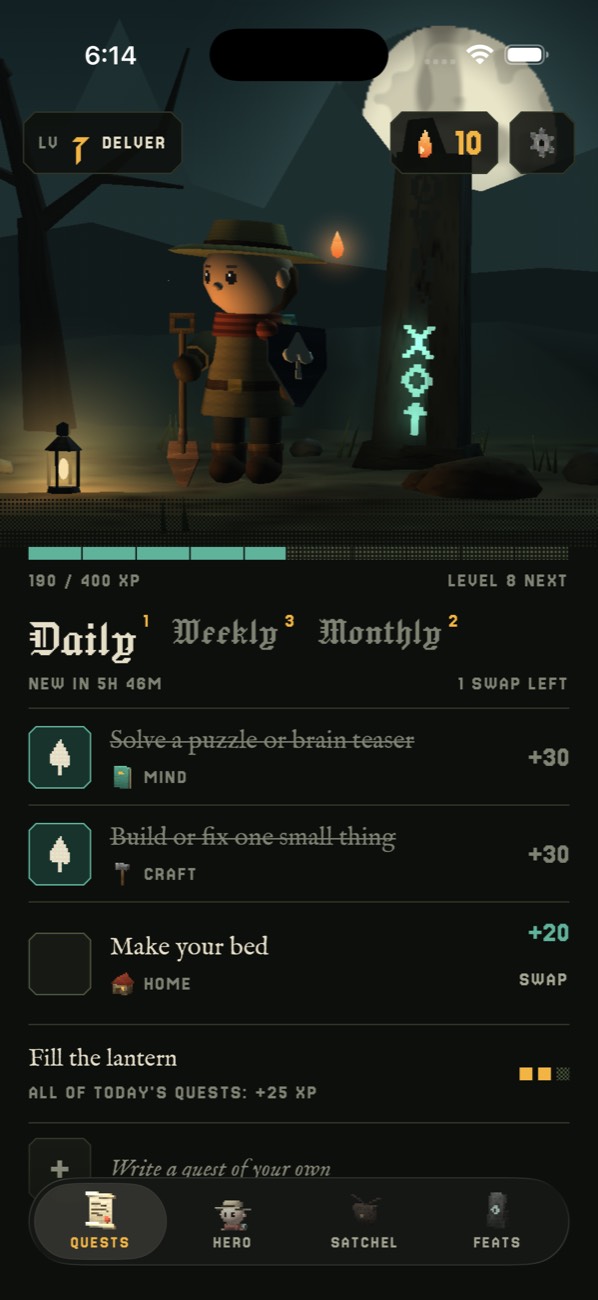 6:14
LV 7 DELVER
10
190 / 400 XP
LEVEL 8 NEXT
Daily 1 Weekly 3 Monthly 2
NEW IN 5H 46M
1 SWAP LEFT
Solve a puzzle or brain teaser
MIND
+30
Build or fix one small thing
CRAFT
+30
Make your bed
HOME
+20
SWAP
Fill the lantern
ALL OF TODAY'S QUESTS: +25 XP
Write a quest of your own
QUESTS
HERO
SATCHEL
FEATS